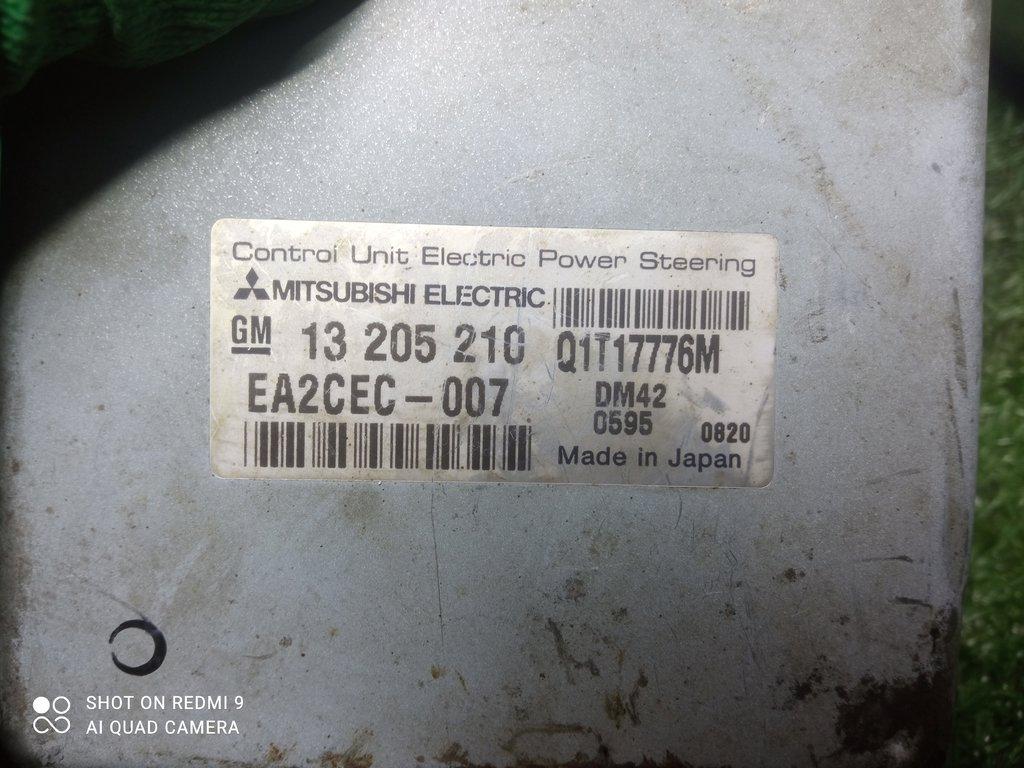 Control Unit Electric Power Steering
MITSUBISHI ELECTRIC
GM 13 205 210 Q1T17776M
EA2CEC-007 DM42
0595 0820
Made in Japan
SHOT ON REDMI 9
AI QUAD CAMERA